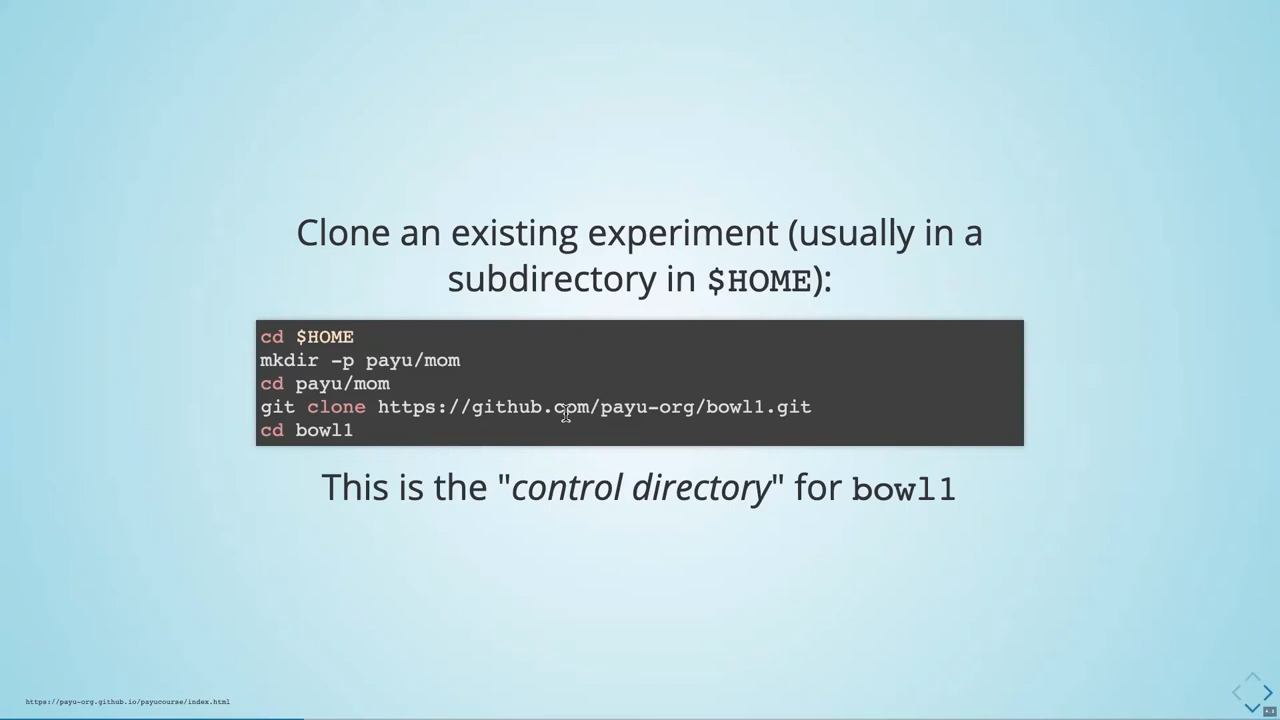 Clone an existing experiment (usually in a
subdirectory in $HOME):
cd $HOME
mkdir -p payu/mom
cd payu/mom
git clone https://github.com/payu-org/bowl1.git
cd bowl1
This is the "control directory" for bowl1
https://payu-org.github.io/payucourse/index.html